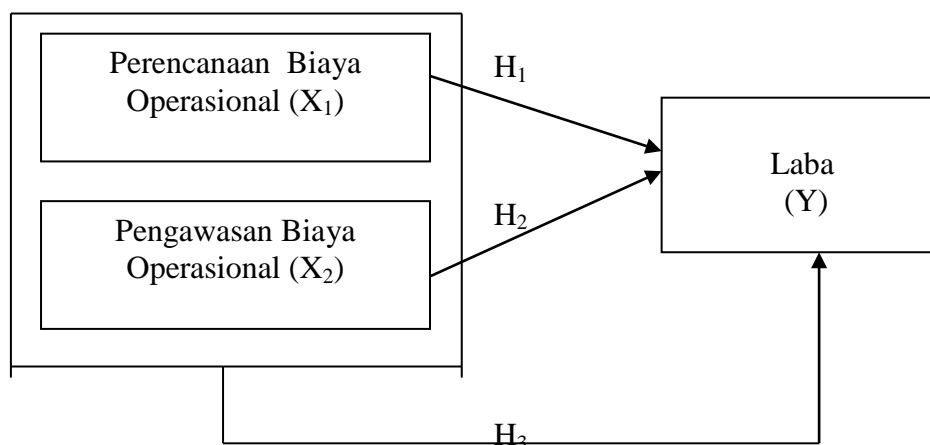 Perencanaan Biaya
Operasional (X₁)
H₁
Pengawasan Biaya
Operasional (X₂)
H₂
Laba
(Y)
H₃